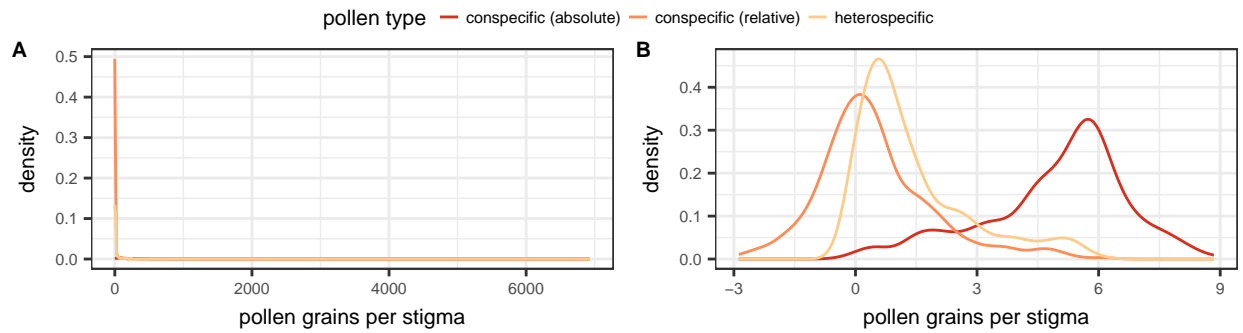 pollen type conspecific (absolute) conspecific (relative) heterospecific
A
0.5
0.4
0.3
0.2
0.1
0.0
density
0 2000 4000 6000
pollen grains per stigma
B
0.4
0.3
0.2
0.1
0.0
density
−3 0 3 6 9
pollen grains per stigma